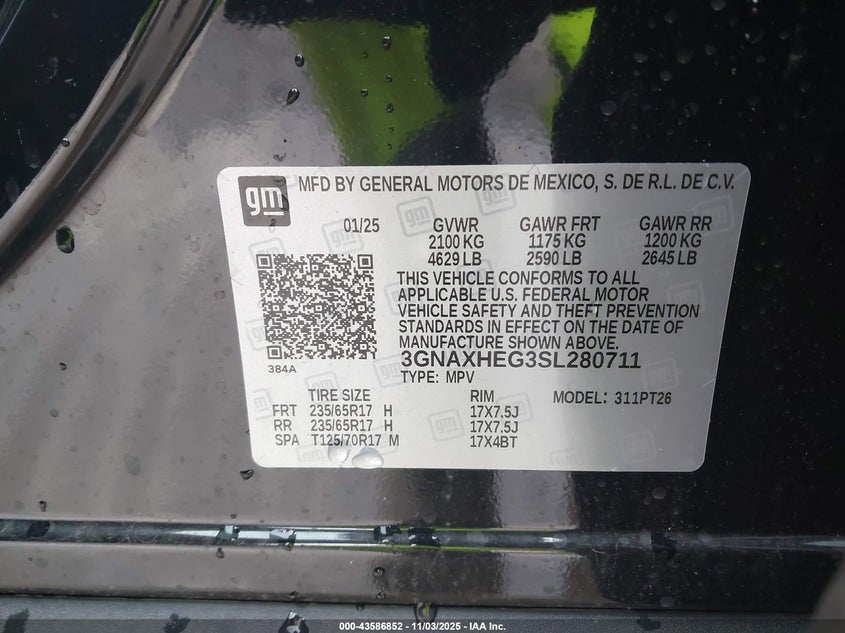 gm
MFD BY GENERAL MOTORS DE MEXICO, S. DE R.L. DE C.V.
01/25 GVWR GAWR FRT GAWR RR
2100 KG 1175 KG 1200 KG
4629 LB 2590 LB 2645 LB
THIS VEHICLE CONFORMS TO ALL
APPLICABLE U.S. FEDERAL MOTOR
VEHICLE SAFETY AND THEFT PREVENTION
STANDARDS IN EFFECT ON THE DATE OF
MANUFACTURE SHOWN ABOVE.
384A
3GNAXHEG3SL280711
TYPE: MPV
TIRE SIZE RIM MODEL: 311PT26
FRT 235/65R17 H 17X7.5J
RR 235/65R17 H 17X7.5J
SPA T125/70R17 M 17X4BT
000-43586852 | 11/03/2025 - IAA Inc.